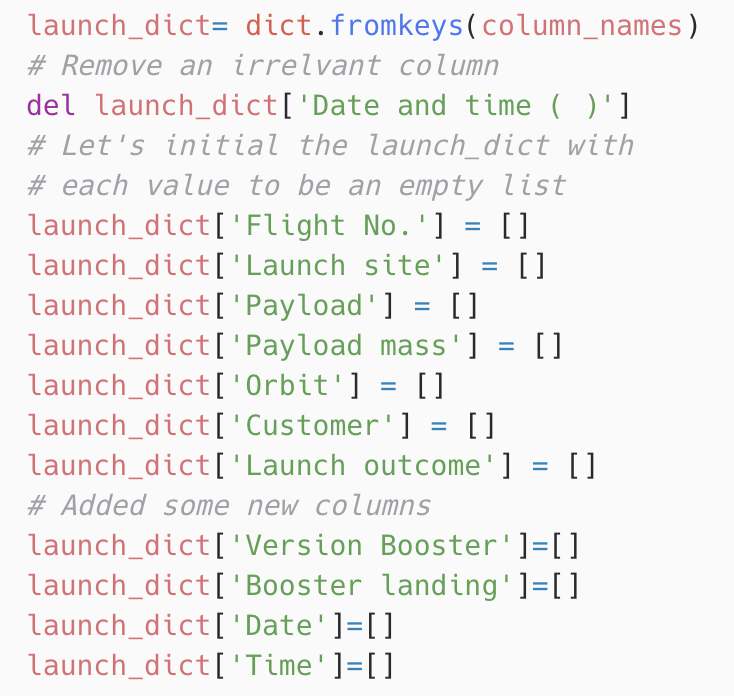 launch_dict= dict.fromkeys(column_names)
# Remove an irrelvant column
del launch_dict['Date and time ( )']
# Let's initial the launch_dict with
# each value to be an empty list
launch_dict['Flight No.'] = []
launch_dict['Launch site'] = []
launch_dict['Payload'] = []
launch_dict['Payload mass'] = []
launch_dict['Orbit'] = []
launch_dict['Customer'] = []
launch_dict['Launch outcome'] = []
# Added some new columns
launch_dict['Version Booster']=[]
launch_dict['Booster landing']=[]
launch_dict['Date']=[]
launch_dict['Time']=[]